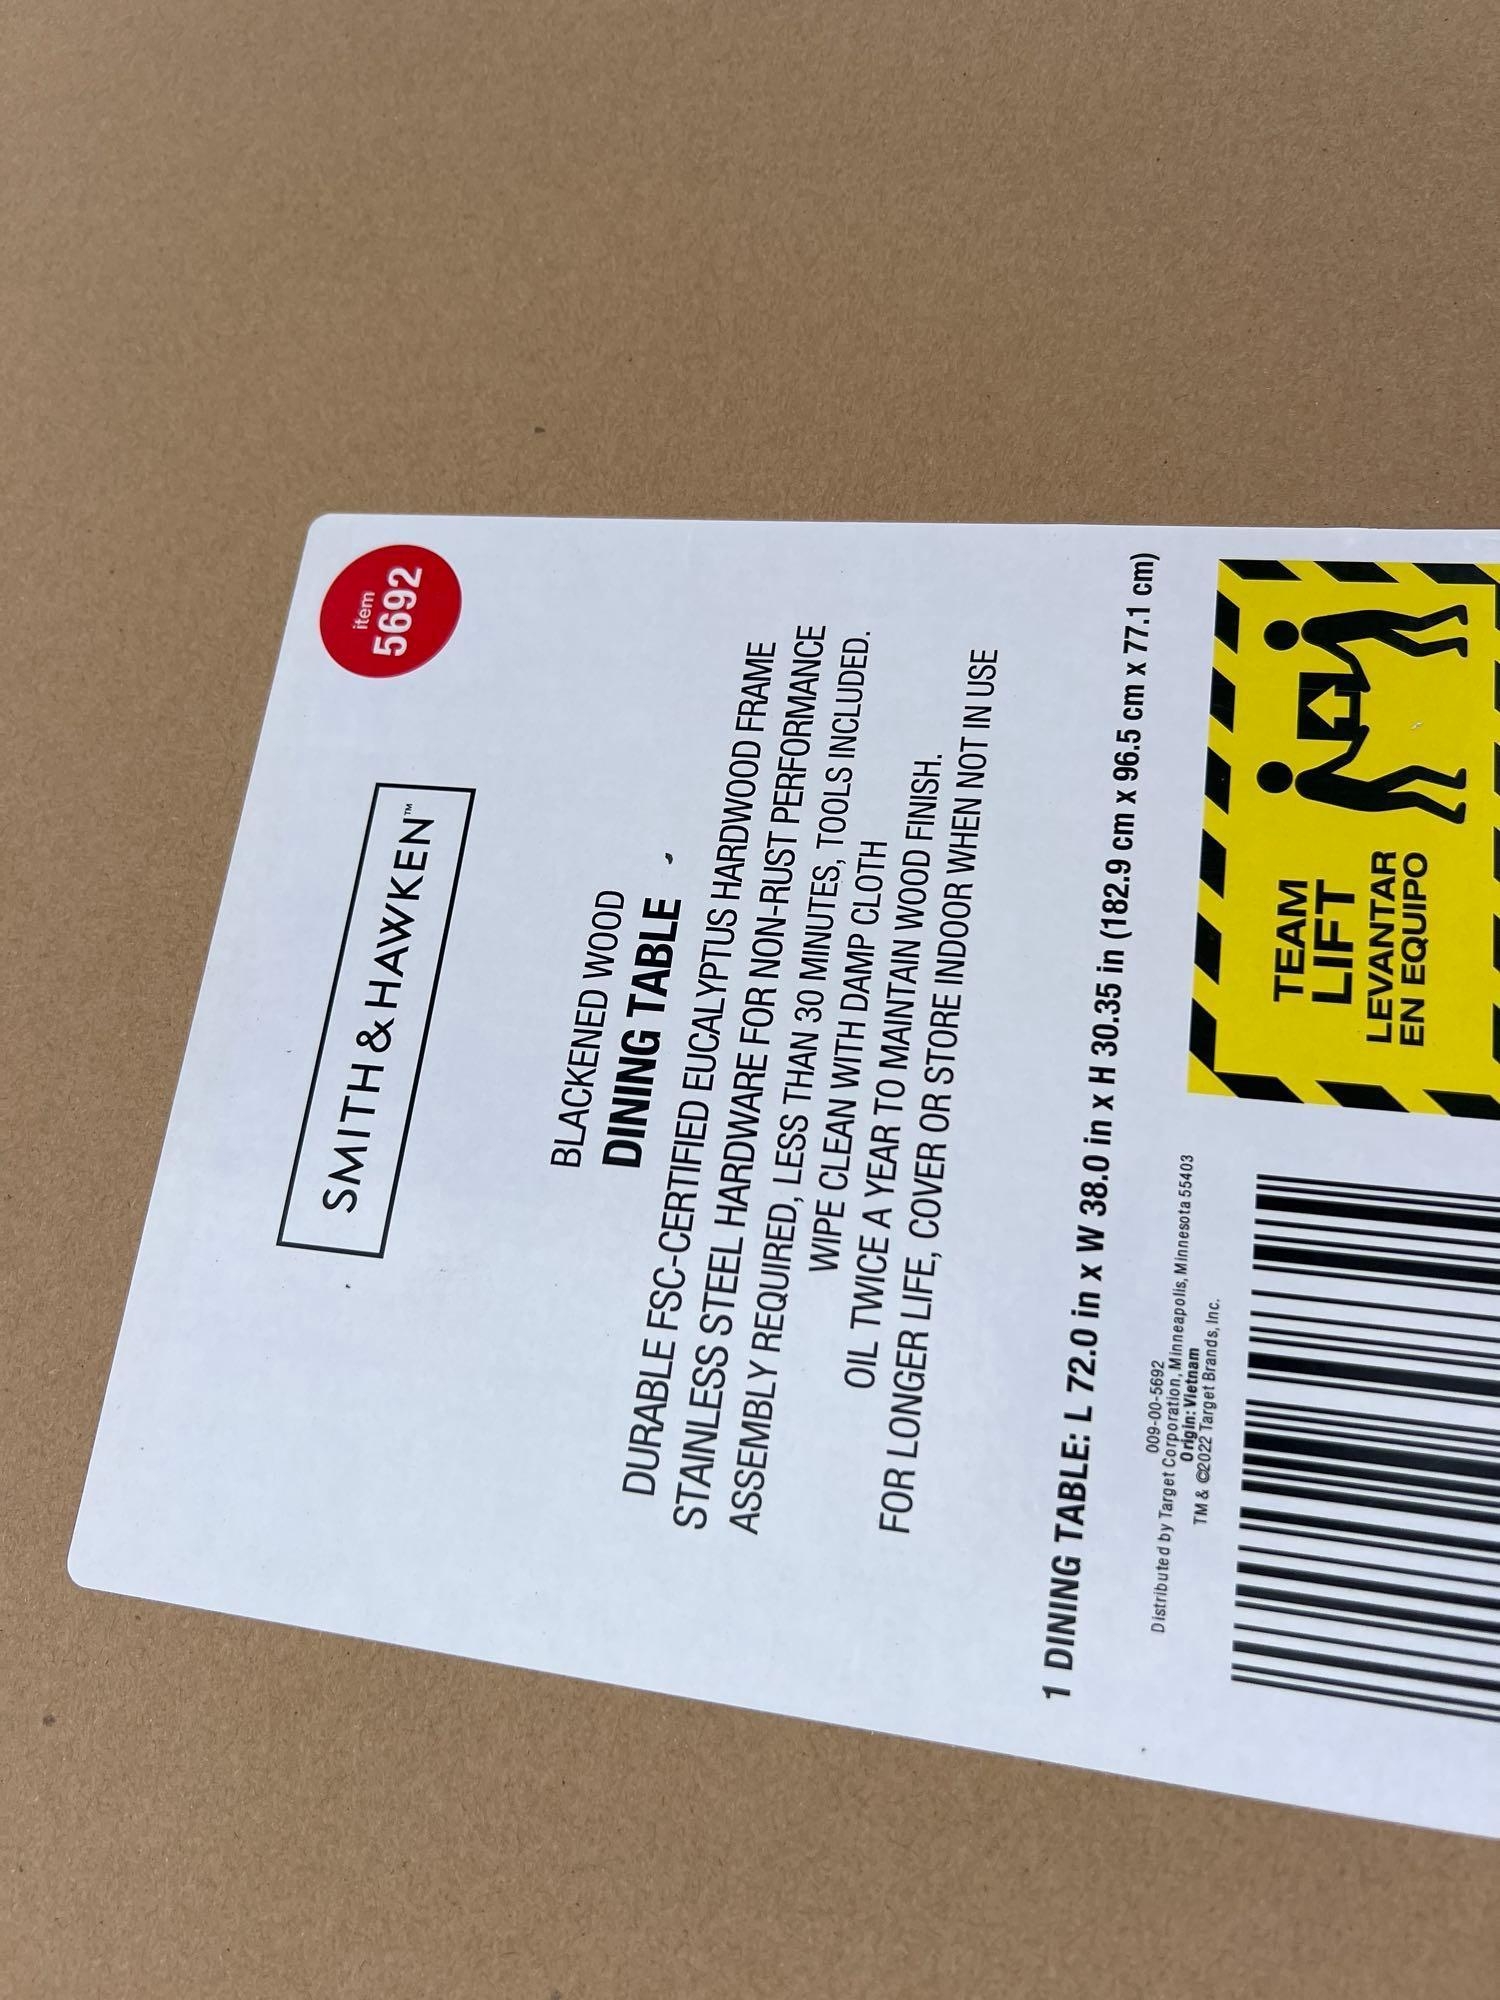 SMITH & HAWKEN™
item
5692
BLACKENED WOOD
DINING TABLE
DURABLE FSC-CERTIFIED EUCALYPTUS HARDWOOD FRAME
STAINLESS STEEL HARDWARE FOR NON-RUST PERFORMANCE
ASSEMBLY REQUIRED, LESS THAN 30 MINUTES, TOOLS INCLUDED.
WIPE CLEAN WITH DAMP CLOTH
OIL TWICE A YEAR TO MAINTAIN WOOD FINISH.
FOR LONGER LIFE, COVER OR STORE INDOOR WHEN NOT IN USE
1 DINING TABLE: L 72.0 in x W 38.0 in x H 30.35 in (182.9 cm x 96.5 cm x 77.1 cm)
009-00-5692
Distributed by Target Corporation, Minneapolis, Minnesota 55403
Origin: Vietnam
TM & ©2022 Target Brands, Inc.
TEAM
LIFT
LEVANTAR
EN EQUIPO